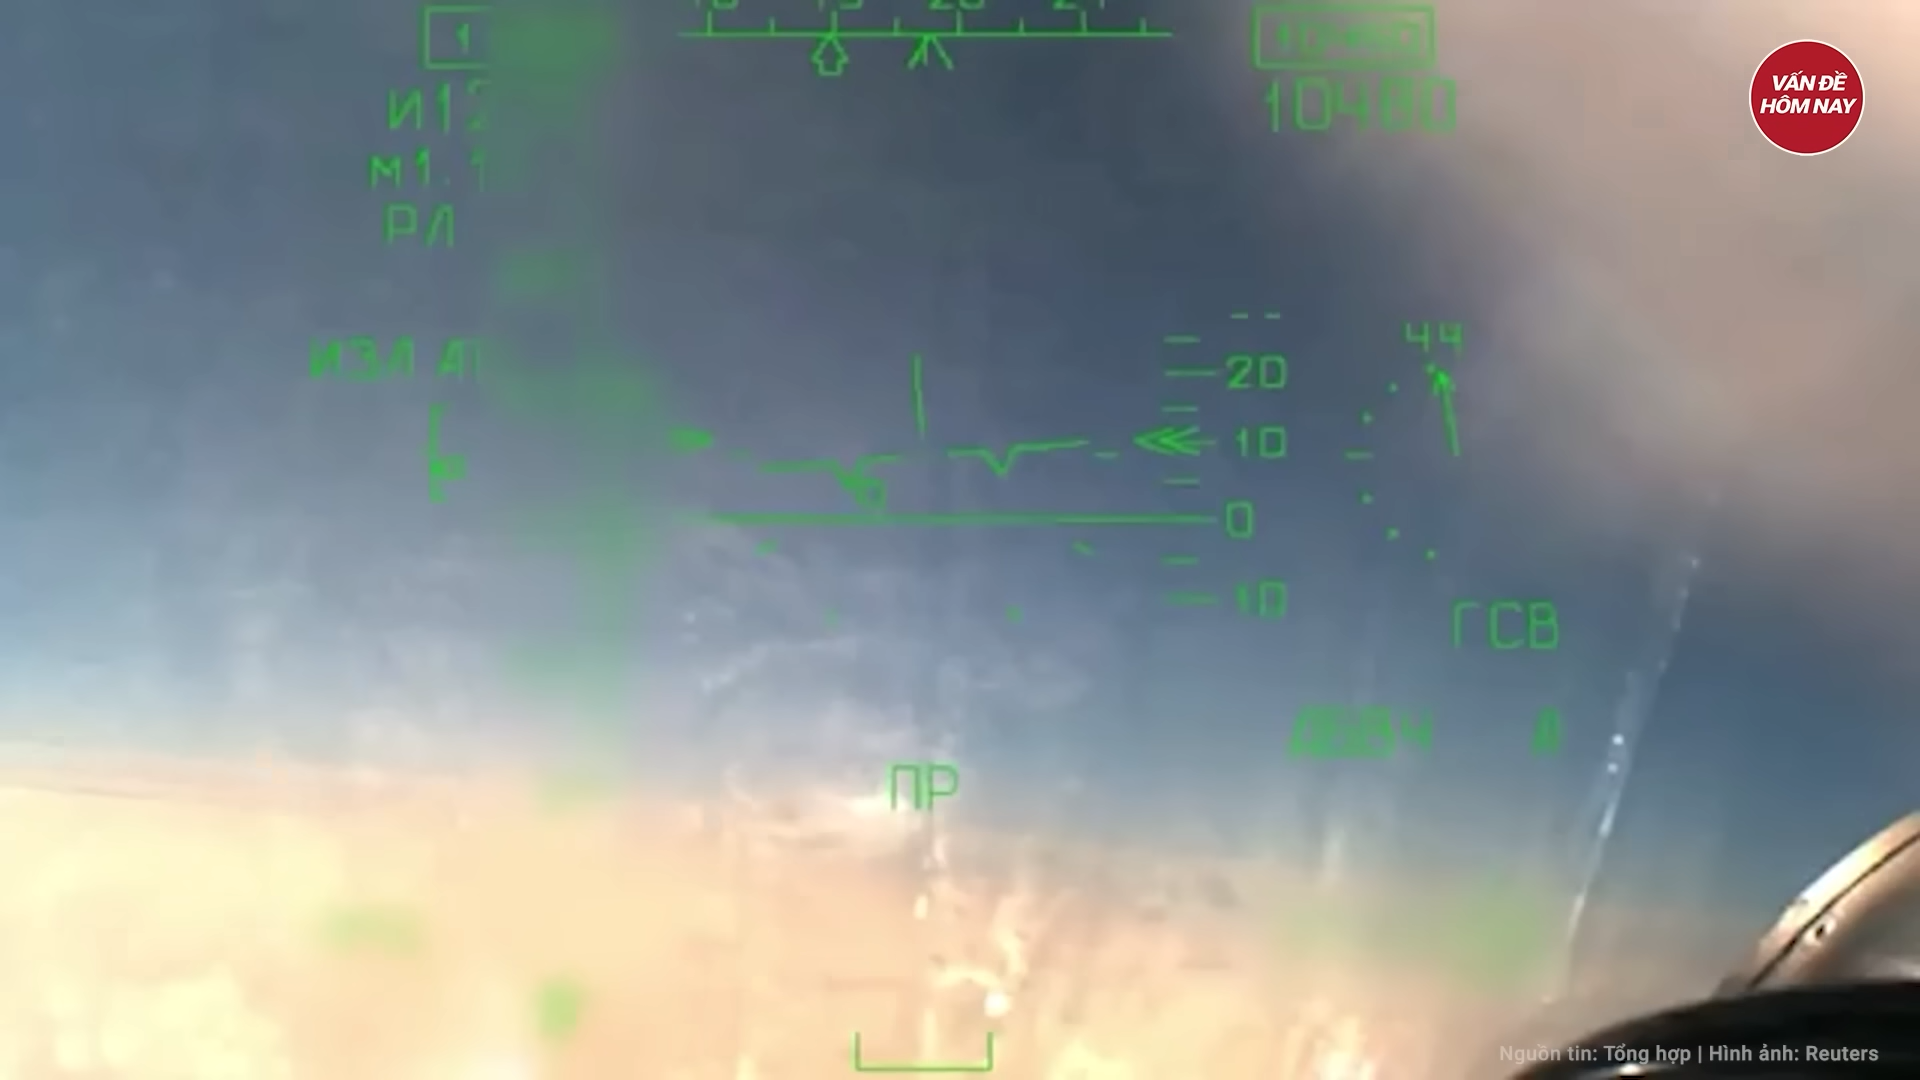 10480
И12
м1.1
РЛ
ИЗЛ АТ
44
20
10
0
10
ГСВ
ПР
VẤN ĐỀ
HÔM NAY
Nguồn tin: Tổng hợp | Hình ảnh: Reuters